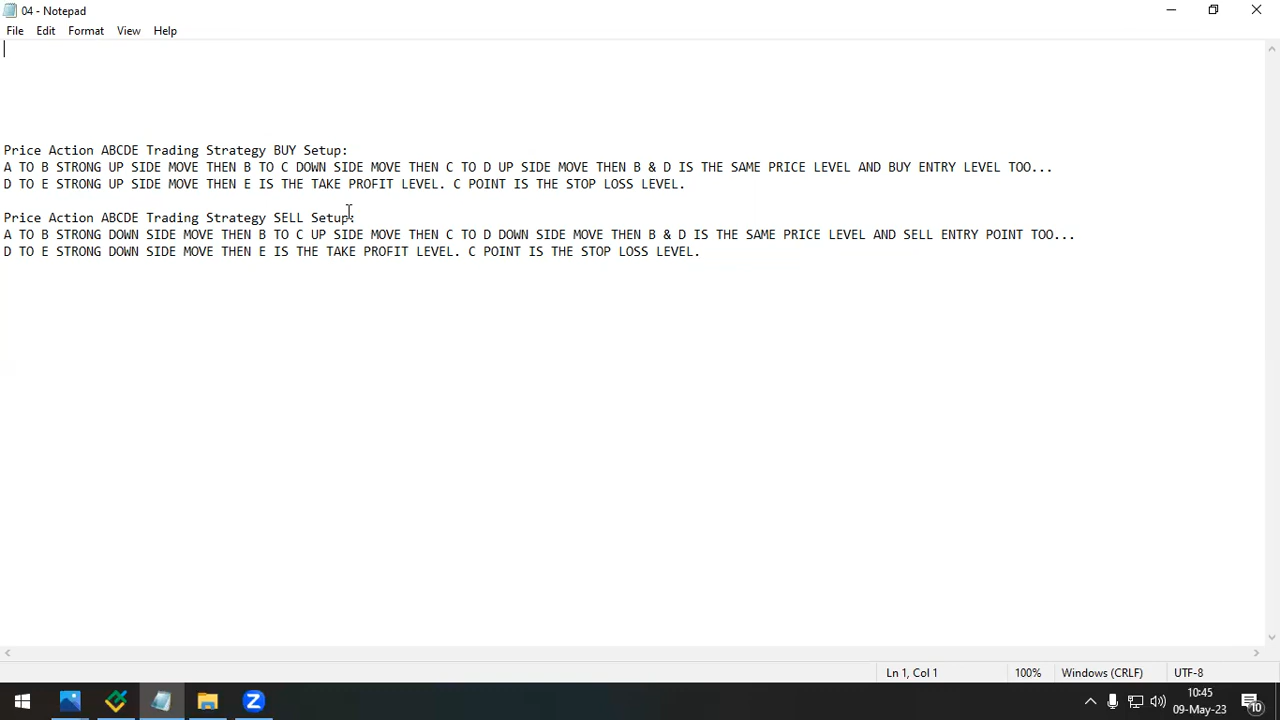 04 - Notepad
File Edit Format View Help
Price Action ABCDE Trading Strategy BUY Setup:
A TO B STRONG UP SIDE MOVE THEN B TO C DOWN SIDE MOVE THEN C TO D UP SIDE MOVE THEN B & D IS THE SAME PRICE LEVEL AND BUY ENTRY LEVEL TOO...
D TO E STRONG UP SIDE MOVE THEN E IS THE TAKE PROFIT LEVEL. C POINT IS THE STOP LOSS LEVEL.
Price Action ABCDE Trading Strategy SELL Setup:
A TO B STRONG DOWN SIDE MOVE THEN B TO C UP SIDE MOVE THEN C TO D DOWN SIDE MOVE THEN B & D IS THE SAME PRICE LEVEL AND SELL ENTRY POINT TOO...
D TO E STRONG DOWN SIDE MOVE THEN E IS THE TAKE PROFIT LEVEL. C POINT IS THE STOP LOSS LEVEL.
Ln 1, Col 1 100% Windows (CRLF) UTF-8
Z 10:45
09-May-23 10